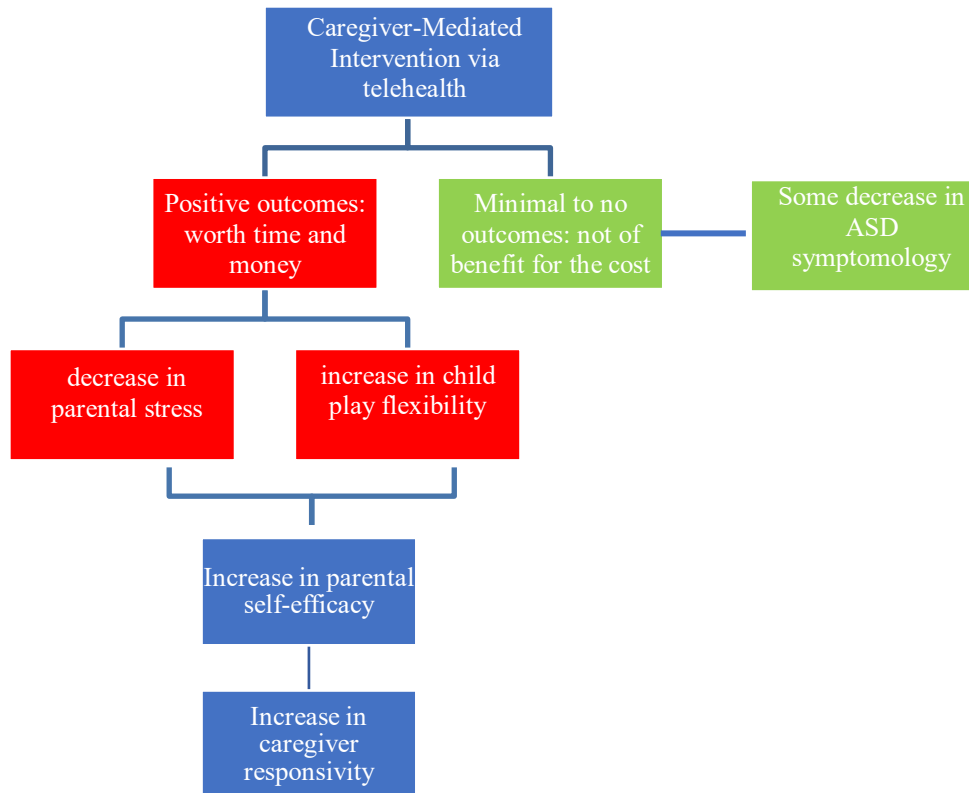 Caregiver-Mediated
Intervention via
telehealth
Positive outcomes:
worth time and
money
Minimal to no
outcomes: not of
benefit for the cost
Some decrease in
ASD
symptomology
decrease in
parental stress
increase in child
play flexibility
Increase in parental
self-efficacy
Increase in
caregiver
responsivity